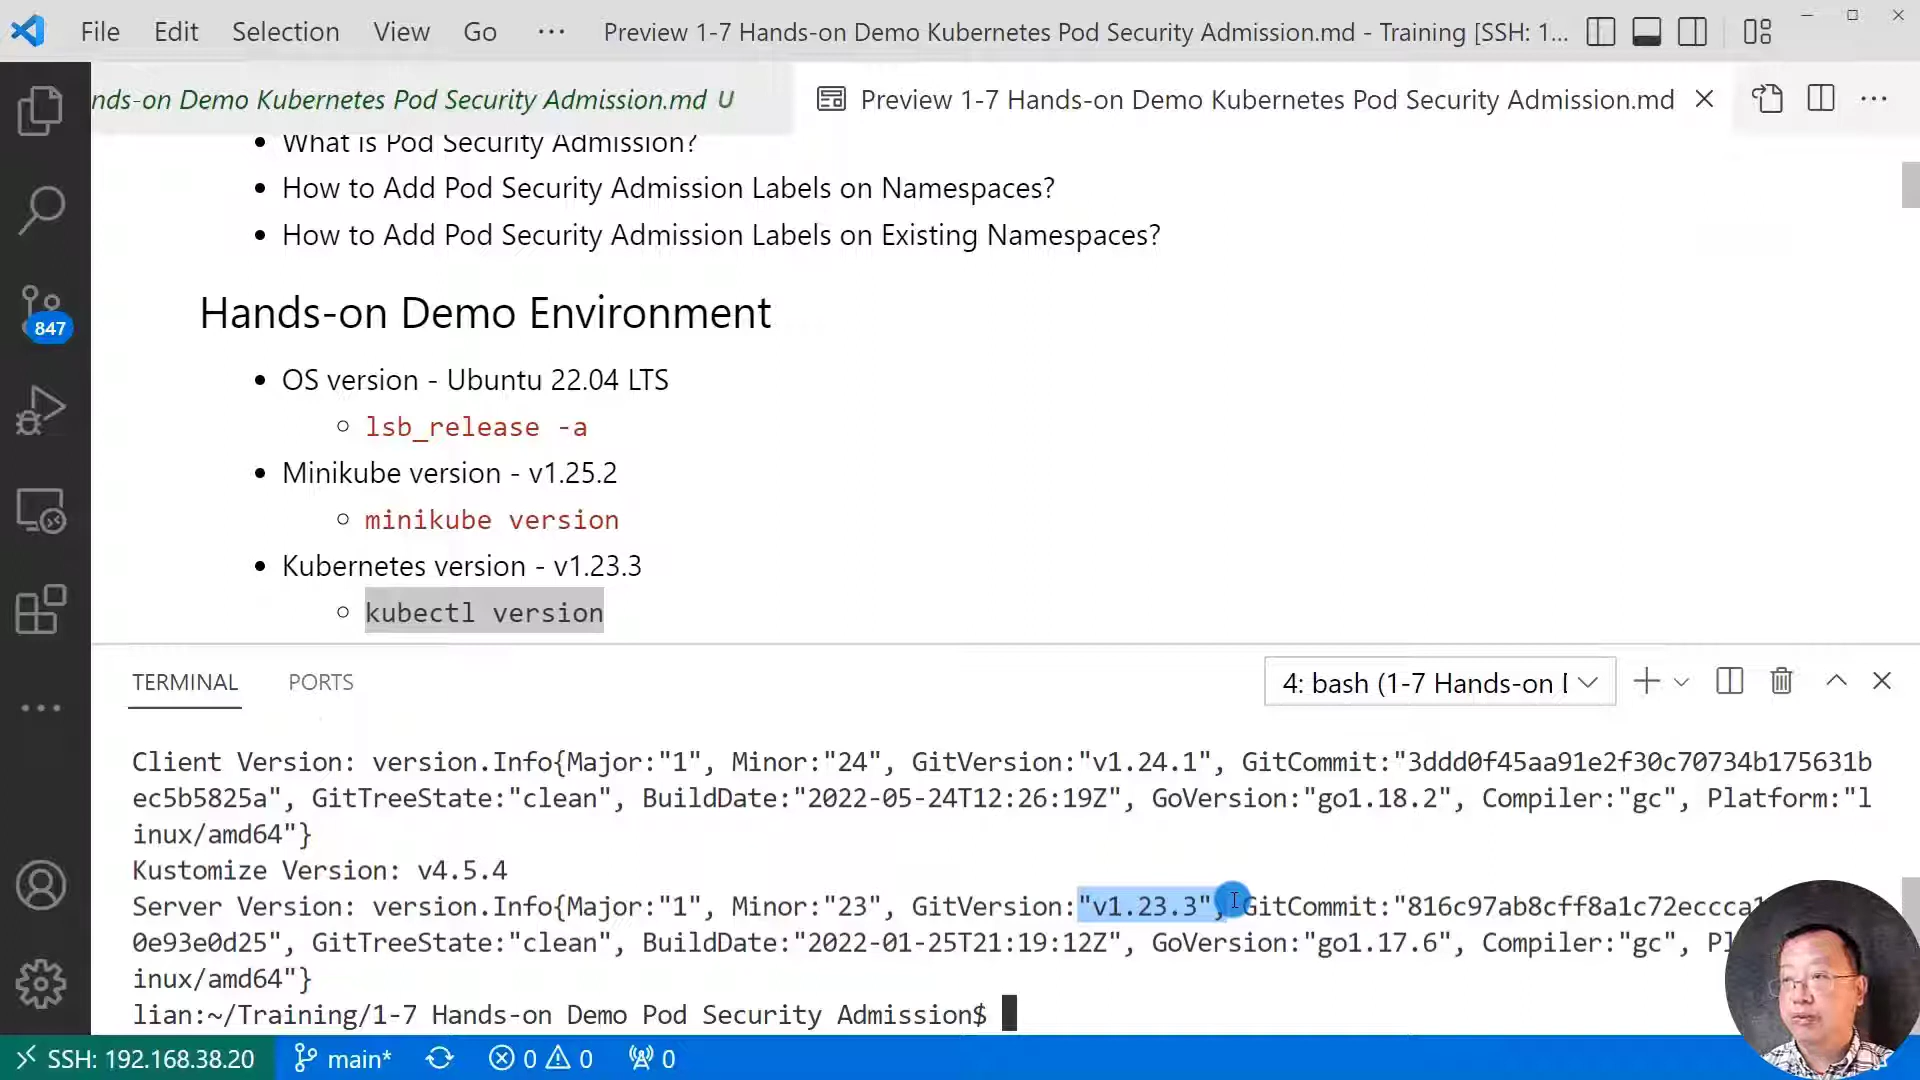 File Edit Selection View Go ··· Preview 1-7 Hands-on Demo Kubernetes Pod Security Admission.md - Training [SSH: 1...
nds-on Demo Kubernetes Pod Security Admission.md U
Preview 1-7 Hands-on Demo Kubernetes Pod Security Admission.md
• What is Pod Security Admission?
• How to Add Pod Security Admission Labels on Namespaces?
• How to Add Pod Security Admission Labels on Existing Namespaces?
Hands-on Demo Environment
• OS version - Ubuntu 22.04 LTS
○ lsb_release -a
• Minikube version - v1.25.2
○ minikube version
• Kubernetes version - v1.23.3
○ kubectl version
847
TERMINAL PORTS
4: bash (1-7 Hands-on
Client Version: version.Info{Major:"1", Minor:"24", GitVersion:"v1.24.1", GitCommit:"3ddd0f45aa91e2f30c70734b175631b
ec5b5825a", GitTreeState:"clean", BuildDate:"2022-05-24T12:26:19Z", GoVersion:"go1.18.2", Compiler:"gc", Platform:"l
inux/amd64"}
Kustomize Version: v4.5.4
Server Version: version.Info{Major:"1", Minor:"23", GitVersion:"v1.23.3", GitCommit:"816c97ab8cff8a1c72eccca1
0e93e0d25", GitTreeState:"clean", BuildDate:"2022-01-25T21:19:12Z", GoVersion:"go1.17.6", Compiler:"gc", Pl
inux/amd64"}
lian:~/Training/1-7 Hands-on Demo Pod Security Admission$
SSH: 192.168.38.20 main* 0 0 0